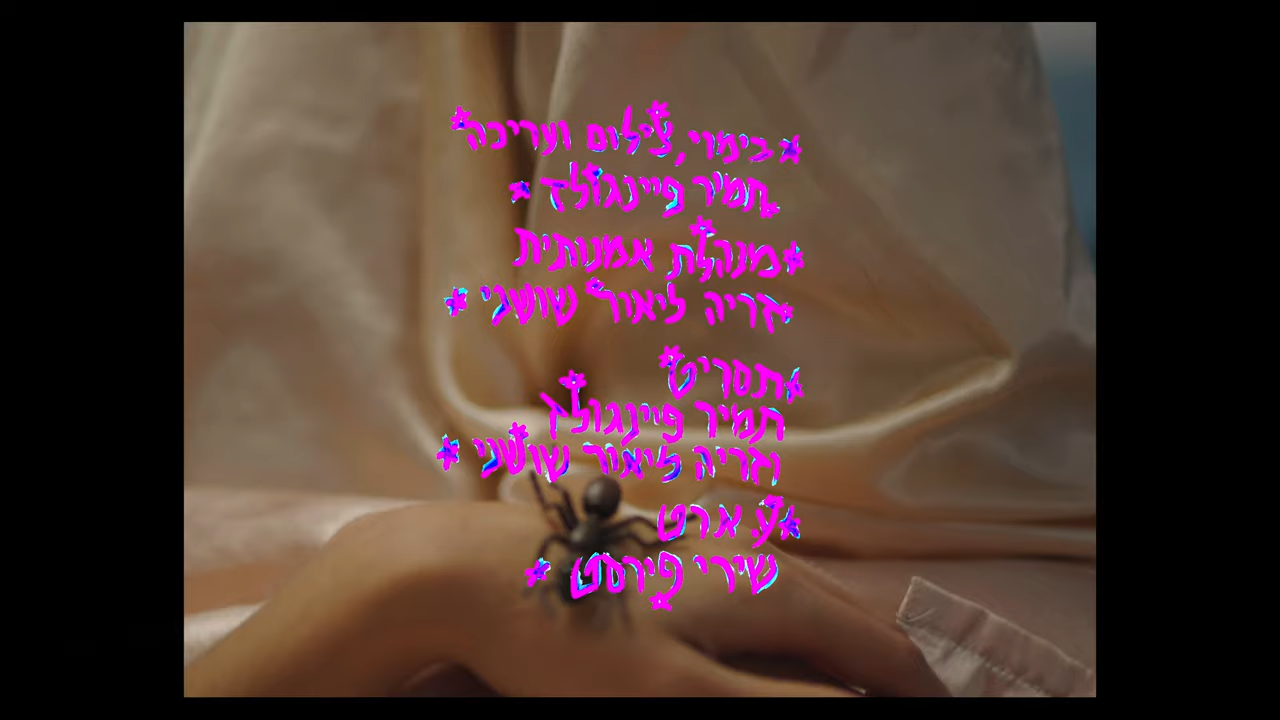 בימוי, צילום ועריכה
תמיר פיינגולד
מנהלת אמנותית
אריה ליאור שושני
תסריט
תמיר פיינגולד
ואריה ליאור שושני
ע. ארט
שירי פירסט